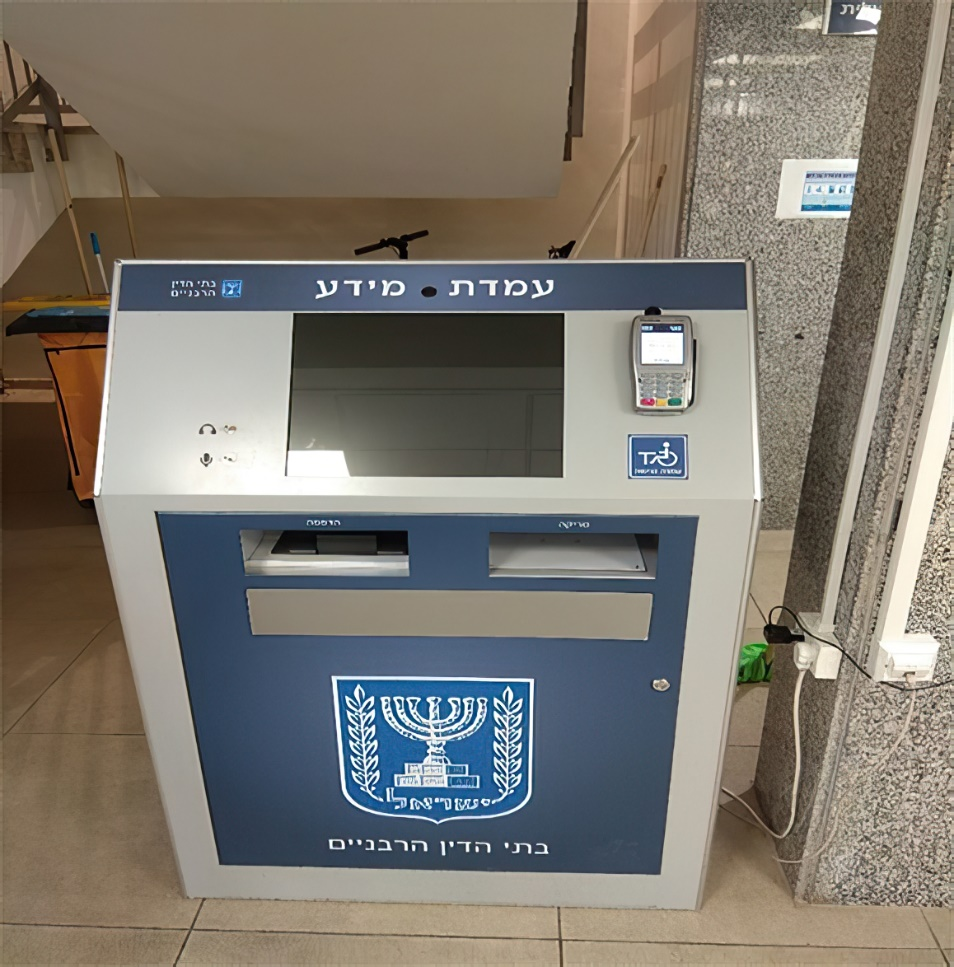 בתי הדין
הרבניים
עמדת מידע
הדפסה
סריקה
ישראל
בתי הדין הרבניים